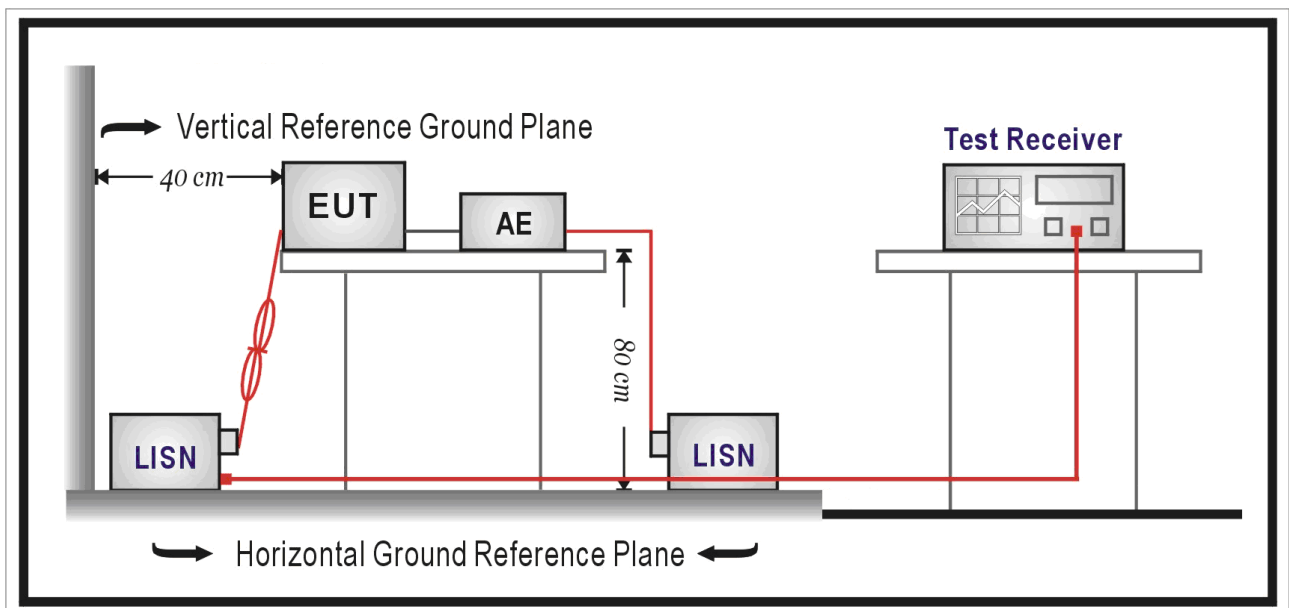 Vertical Reference Ground Plane
Test Receiver
40 cm
EUT
AE
80 cm
LISN
LISN
Horizontal Ground Reference Plane